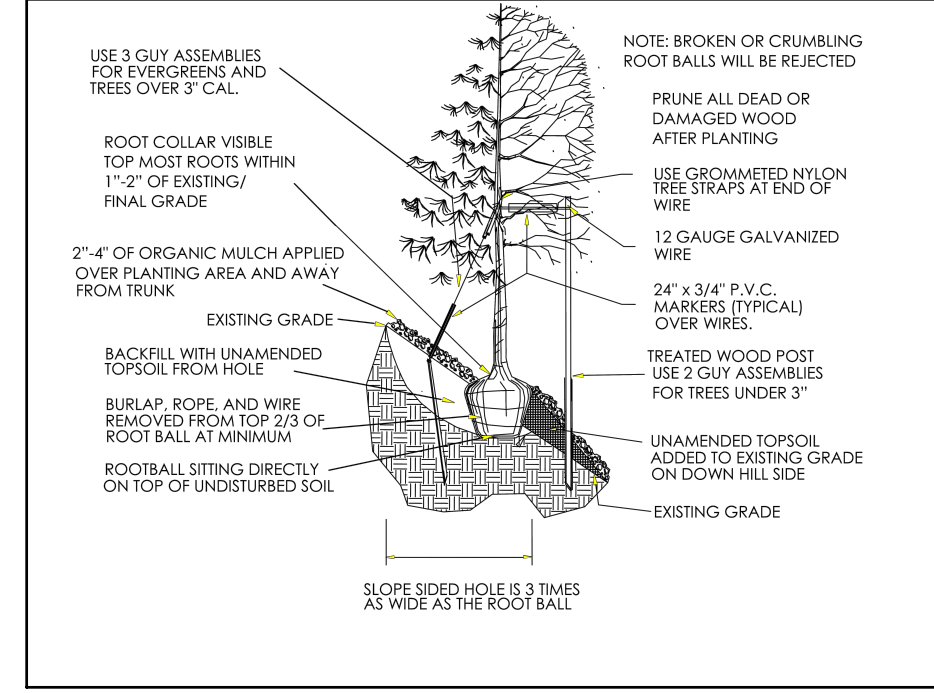 USE 3 GUY ASSEMBLIES
FOR EVERGREENS AND
TREES OVER 3" CAL.
ROOT COLLAR VISIBLE
TOP MOST ROOTS WITHIN
1”-2” OF EXISTING/
FINAL GRADE
2”-4" OF ORGANIC MULCH APPLIED
OVER PLANTING AREA AND AWAY
FROM TRUNK
EXISTING GRADE
BACKFILL WITH UNAMENDED
TOPSOIL FROM HOLE
BURLAP, ROPE, AND WIRE
REMOVED FROM TOP 2/3 OF
ROOT BALL AT MINIMUM
ROOTBALL SITTING DIRECTLY
ON TOP OF UNDISTURBED SOIL
NOTE: BROKEN OR CRUMBLING
ROOT BALLS WILL BE REJECTED
PRUNE ALL DEAD OR
DAMAGED WOOD
AFTER PLANTING
USE GROMMETED NYLON
TREE STRAPS AT END OF
WIRE
12 GAUGE GALVANIZED
WIRE
24" x 3/4" P.V.C.
MARKERS (TYPICAL)
OVER WIRES.
TREATED WOOD POST
USE 2 GUY ASSEMBLIES
FOR TREES UNDER 3”
UNAMENDED TOPSOIL
ADDED TO EXISTING GRADE
ON DOWN HILL SIDE
EXISTING GRADE
SLOPE SIDED HOLE IS 3 TIMES
AS WIDE AS THE ROOT BALL